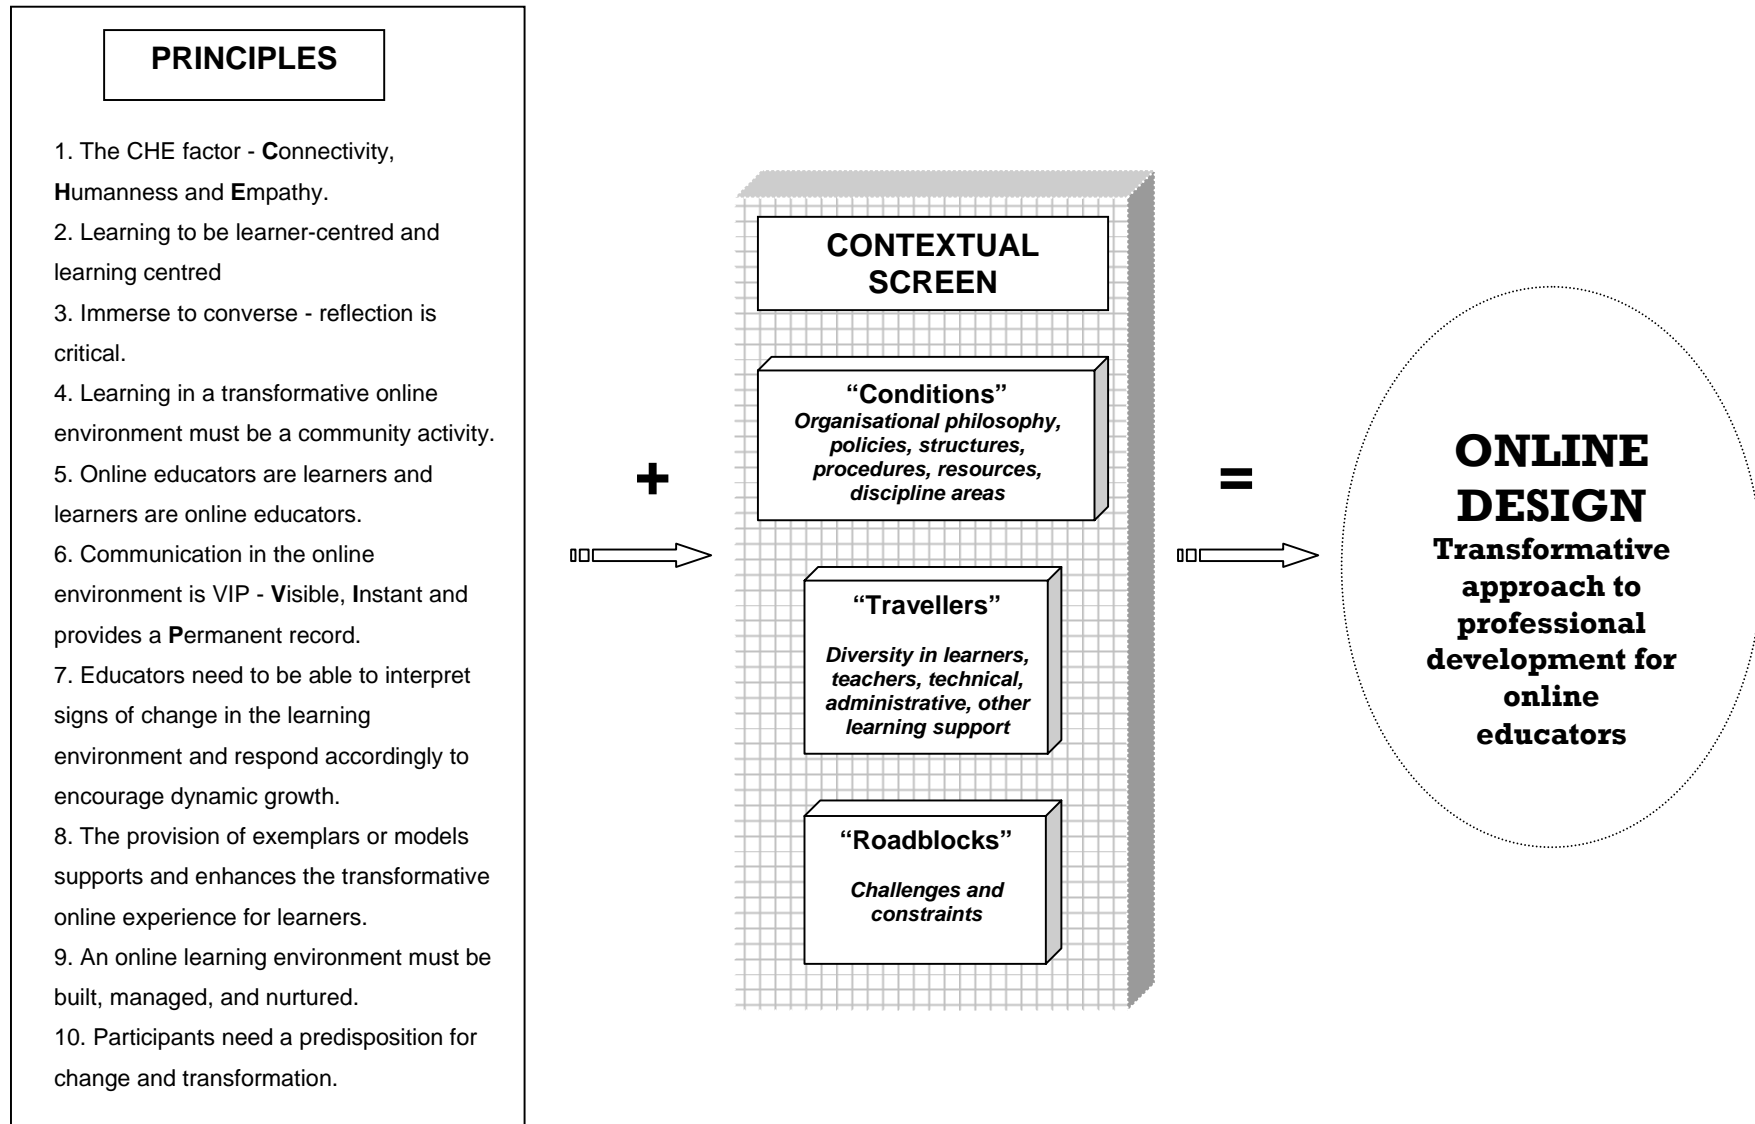 PRINCIPLES
1. The CHE factor - Connectivity,
Humanness and Empathy.
2. Learning to be learner-centred and
learning centred
3. Immerse to converse - reflection is
critical.
4. Learning in a transformative online
environment must be a community activity.
5. Online educators are learners and
learners are online educators.
6. Communication in the online
environment is VIP - Visible, Instant and
provides a Permanent record.
7. Educators need to be able to interpret
signs of change in the learning
environment and respond accordingly to
encourage dynamic growth.
8. The provision of exemplars or models
supports and enhances the transformative
online experience for learners.
9. An online learning environment must be
built, managed, and nurtured.
10. Participants need a predisposition for
change and transformation.
+
CONTEXTUAL
SCREEN
“Conditions”
Organisational philosophy,
policies, structures,
procedures, resources,
discipline areas
“Travellers”
Diversity in learners,
teachers, technical,
administrative, other
learning support
“Roadblocks”
Challenges and
constraints
=
ONLINE
DESIGN
Transformative
approach to
professional
development for
online
educators